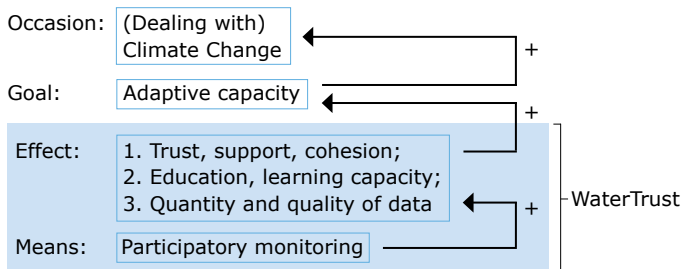 Occasion: (Dealing with)
Climate Change
+
Goal: Adaptive capacity
+
Effect: 1. Trust, support, cohesion;
2. Education, learning capacity;
3. Quantity and quality of data
+
WaterTrust
Means: Participatory monitoring